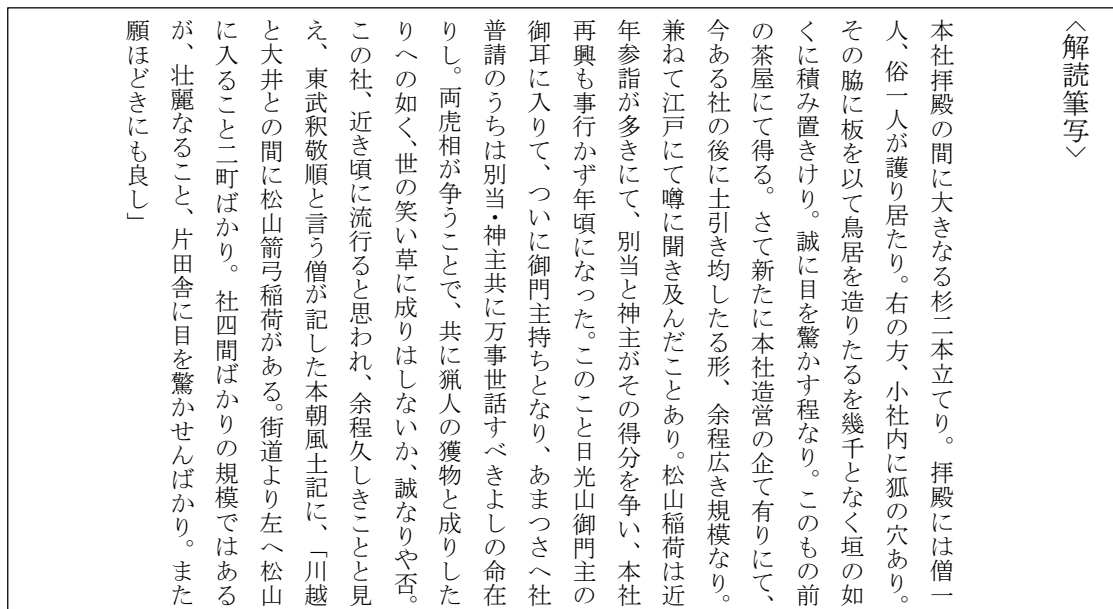 〈解読筆写〉
本社拝殿の間に大きなる杉二本立てり。拝殿には僧一
人、俗一人が護り居たり。右の方、小社内に狐の穴あり。
その脇に板を以て鳥居を造りたるを幾千となく垣の如
くに積み置きけり。誠に目を驚かす程なり。このもの前
の茶屋にて得る。さて新たに本社造営の企て有りにて、
今ある社の後に土引き均したる形、余程広き規模なり。
兼ねて江戸にて噂に聞き及んだことあり。松山稲荷は近
年参詣が多きにて、別当と神主がその得分を争い、本社
再興も事行かず年頃になった。このこと日光山御門主の
御耳に入りて、ついに御門主持ちとなり、あまつさへ社
普請のうちは別当・神主共に万事世話すべきよしの命在
りし。両虎相が争うことで、共に猟人の獲物と成りした
りへの如く、世の笑い草に成りはしないか、誠なりや否。
この社、近き頃に流行ると思われ、余程久しきことと見
え、東武釈敬順と言う僧が記した本朝風土記に、「川越
と大井との間に松山箭弓稲荷がある。街道より左へ松山
に入ること二町ばかり。社四間ばかりの規模ではある
が、壮麗なること、片田舎に目を驚かせんばかり。また
願ほどきにも良し」